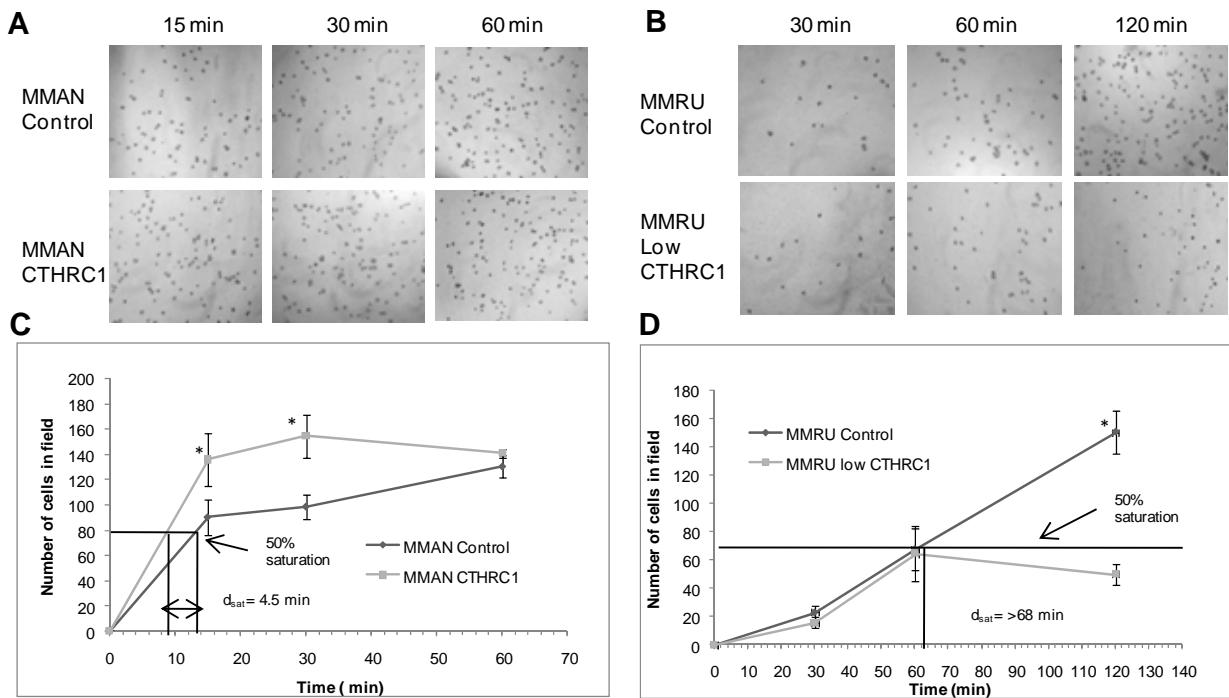 A
15 min
30 min
60 min
MMAN
Control
MMAN
CTHRC1
B
30 min
60 min
120 min
MMRU
Control
MMRU
Low
CTHRC1
C
Number of cells in field
200
180
160
140
120
100
80
60
40
20
0
*
*
50%
saturation
MMAN Control
MMAN CTHRC1
dsat= 4.5 min
0 10 20 30 40 50 60 70
Time ( min)
D
Number of cells in field
180
160
140
120
100
80
60
40
20
0
MMRU Control
MMRU low CTHRC1
*
50%
saturation
dsat= >68 min
0 10 20 30 40 50 60 70 80 90 100 110 120 130 140
Time (min)